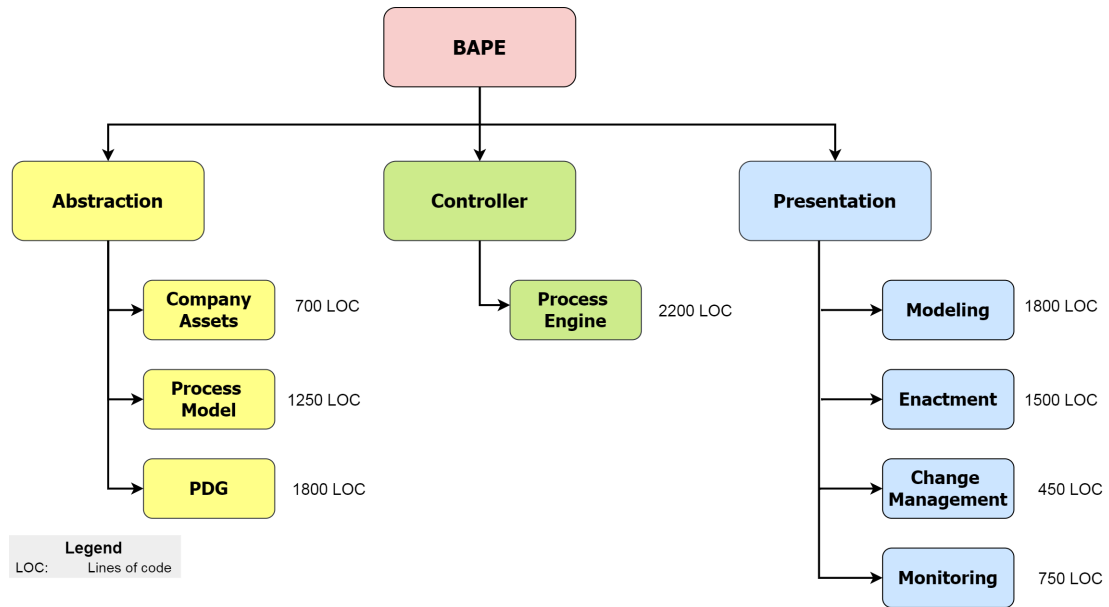 BAPE
Abstraction
Controller
Presentation
Company
Assets
700 LOC
Process
Engine
2200 LOC
Modeling
1800 LOC
Process
Model
1250 LOC
Enactment
1500 LOC
PDG
1800 LOC
Change
Management
450 LOC
Legend
LOC: Lines of code
Monitoring
750 LOC